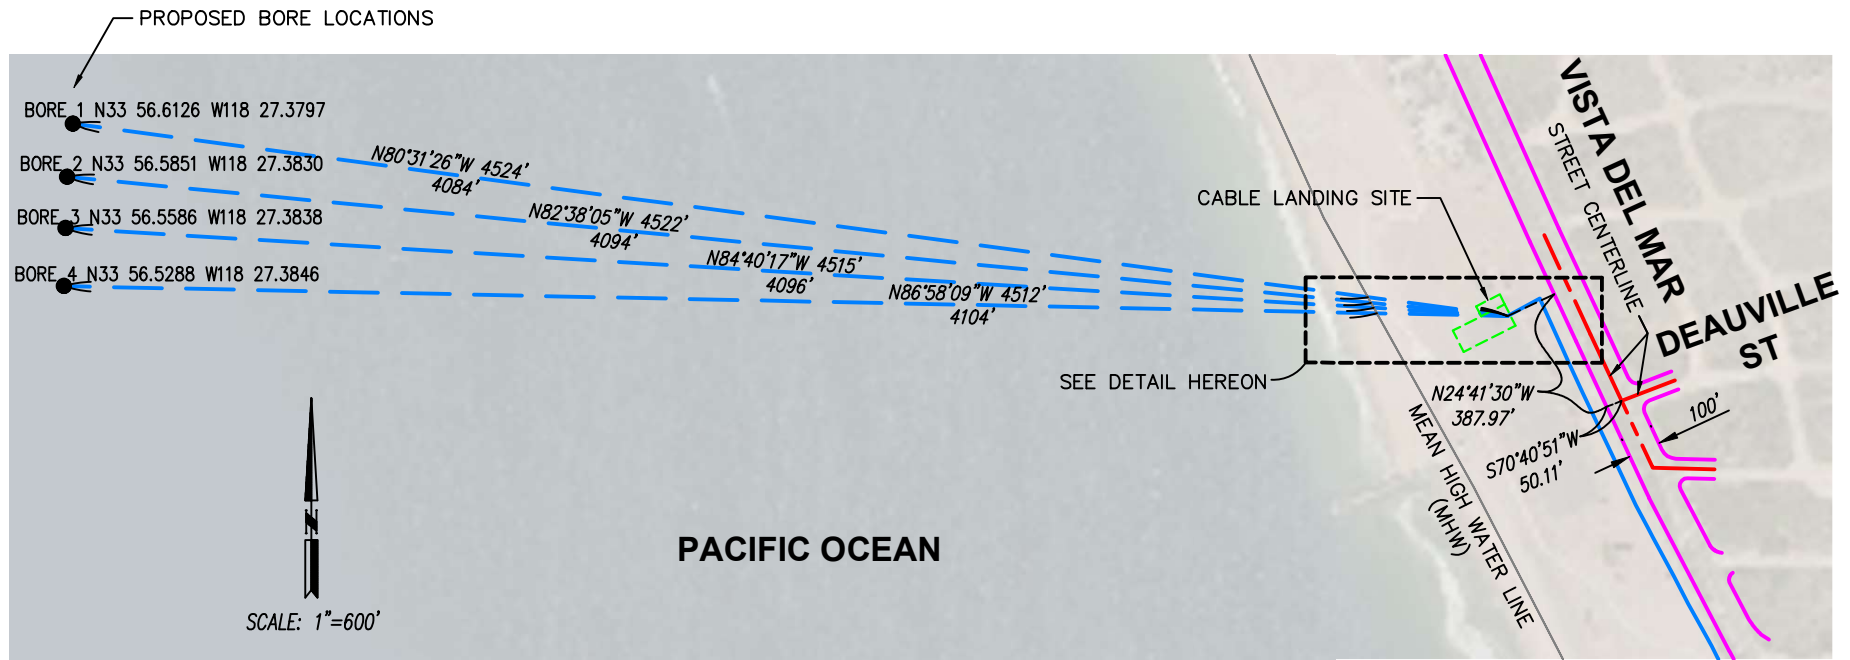 PROPOSED BORE LOCATIONS
BORE 1 N33 56.6126 W118 27.3797
BORE 2 N33 56.5851 W118 27.3830
BORE 3 N33 56.5586 W118 27.3838
BORE 4 N33 56.5288 W118 27.3846
N80°31'26"W 4524'
4084'
N82°38'05"W 4522'
4094'
N84°40'17"W 4515'
4096'
N86°58'09"W 4512'
4104'
CABLE LANDING SITE
SEE DETAIL HEREON
VISTA DEL MAR
STREET CENTERLINE
DEAUVILLE
ST
N24°41'30"W
387.97'
S70°40'51"W
50.11'
100'
MEAN HIGH WATER LINE
(MHW)
PACIFIC OCEAN
N
SCALE: 1"=600'